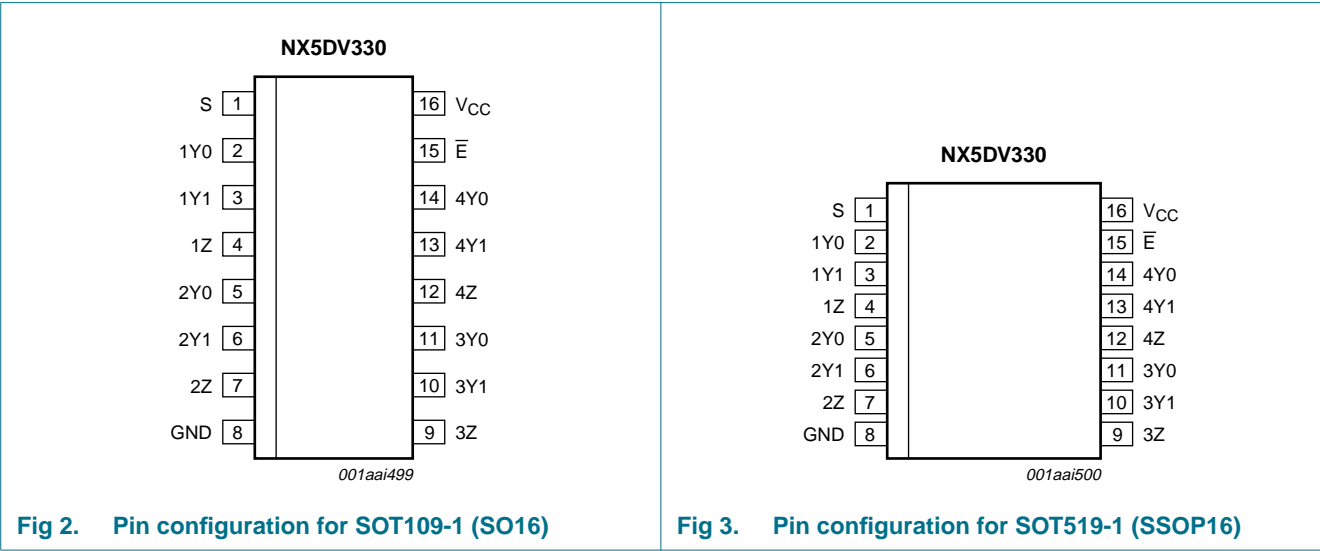 NX5DV330
S 1 16 VCC
1Y0 2 15 E̅
1Y1 3 14 4Y0
1Z 4 13 4Y1
2Y0 5 12 4Z
2Y1 6 11 3Y0
2Z 7 10 3Y1
GND 8 9 3Z
001aai499
Fig 2. Pin configuration for SOT109-1 (SO16)
NX5DV330
S 1 16 VCC
1Y0 2 15 E̅
1Y1 3 14 4Y0
1Z 4 13 4Y1
2Y0 5 12 4Z
2Y1 6 11 3Y0
2Z 7 10 3Y1
GND 8 9 3Z
001aai500
Fig 3. Pin configuration for SOT519-1 (SSOP16)